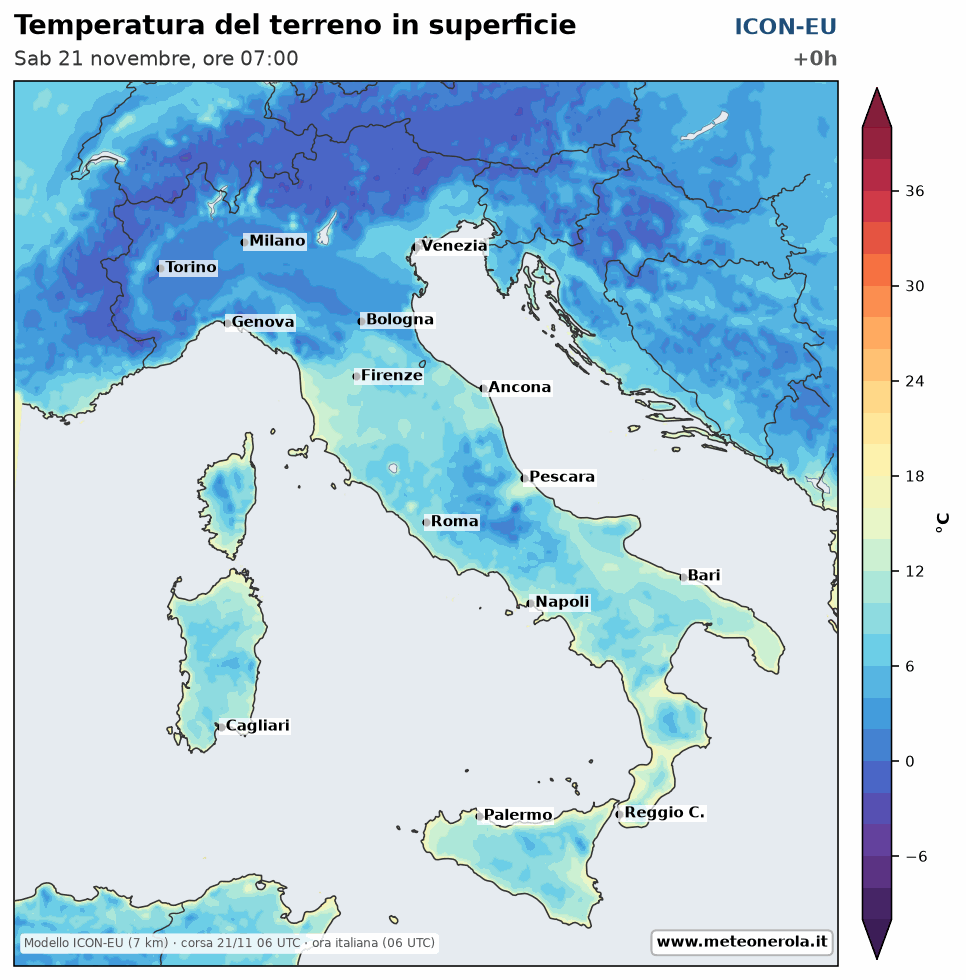 Temperatura del terreno in superficie
ICON-EU
Sab 21 novembre, ore 07:00
+0h
36
30
24
18
12
6
0
−6
°C
Milano
Venezia
Torino
Genova
Bologna
Firenze
Ancona
Pescara
Roma
Bari
Napoli
Cagliari
Palermo
Reggio C.
Modello ICON-EU (7 km) · corsa 21/11 06 UTC · ora italiana (06 UTC)
www.meteonerola.it